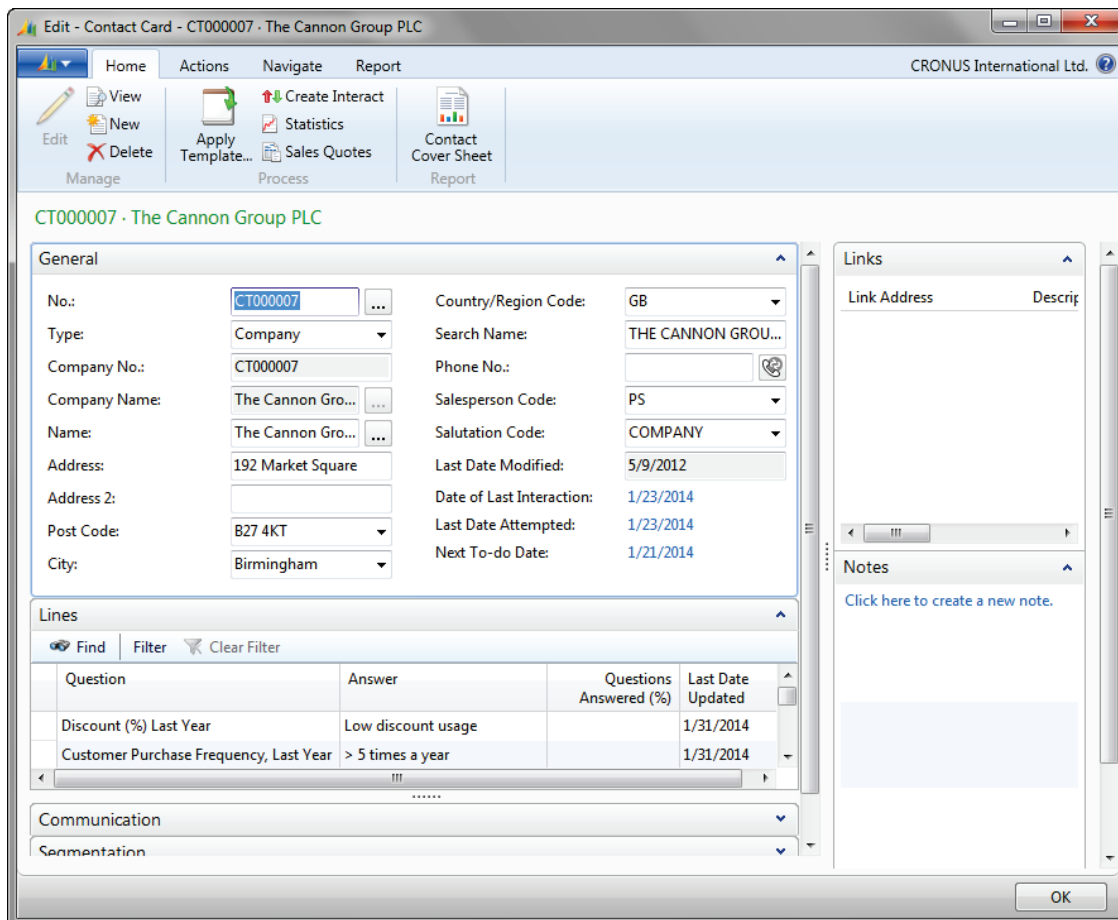 Edit - Contact Card - CT000007 · The Cannon Group PLC
Home Actions Navigate Report CRONUS International Ltd.
Edit
View
New
Delete
Manage
Apply Template...
Create Interact
Statistics
Sales Quotes
Process
Contact Cover Sheet
Report
CT000007 · The Cannon Group PLC
General
No.: CT000007 ...
Type: Company
Company No.: CT000007
Company Name: The Cannon Gro... ...
Name: The Cannon Gro... ...
Address: 192 Market Square
Address 2:
Post Code: B27 4KT
City: Birmingham
Country/Region Code: GB
Search Name: THE CANNON GROU...
Phone No.:
Salesperson Code: PS
Salutation Code: COMPANY
Last Date Modified: 5/9/2012
Date of Last Interaction: 1/23/2014
Last Date Attempted: 1/23/2014
Next To-do Date: 1/21/2014
Lines
Find Filter Clear Filter
Question Answer Questions Answered (%) Last Date Updated
Discount (%) Last Year Low discount usage 1/31/2014
Customer Purchase Frequency, Last Year > 5 times a year 1/31/2014
Communication
Segmentation
Links
Link Address Descrip
Notes
Click here to create a new note.
OK